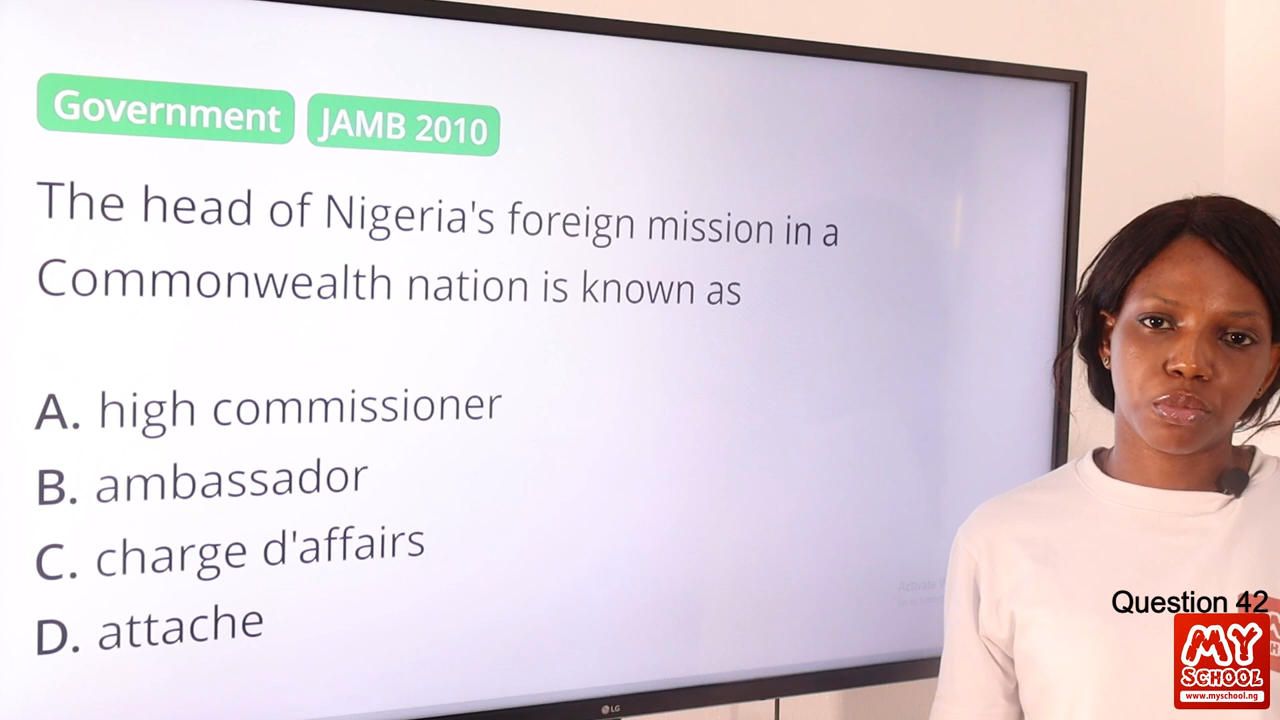 Government JAMB 2010
The head of Nigeria's foreign mission in a
Commonwealth nation is known as
A. high commissioner
B. ambassador
C. charge d'affairs
D. attache
Activate
LG
Question 42
MY
SCHOOL
www.myschool.ng